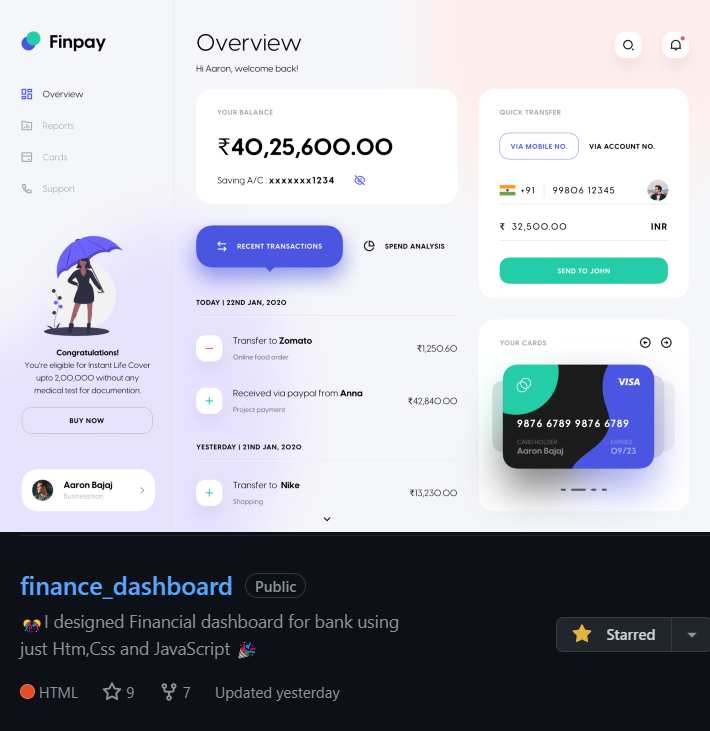 Finpay
Overview
Reports
Cards
Support
Congratulations!
You're eligible for Instant Life Cover
upto 2,00,000 without any
medical test for documention.
BUY NOW
Aaron Bajaj
Businessmon
Overview
Hi Aaron, welcome back!
YOUR BALANCE
₹40,25,600.00
Saving A/C : xxxxxxx1234
RECENT TRANSACTIONS
SPEND ANALYSIS
TODAY | 22ND JAN, 2020
Transfer to Zomato
₹1,250.60
Online food order
Received via paypal from Anna
₹42,840.00
Project payment
YESTERDAY | 21ND JAN, 2020
Transfer to Nike
₹13,230.00
Shopping
QUICK TRANSFER
VIA MOBILE NO.
VIA ACCOUNT NO.
+91 99806 12345
₹ 32,500.00 INR
SEND TO JOHN
YOUR CARDS
VISA
9876 6789 9876 6789
CARD HOLDER
EXPIRES
Aaron Bajaj
09/23
finance_dashboard Public
🎊I designed Financial dashboard for bank using
just Htm,Css and JavaScript 🎉
Starred
HTML 9 7 Updated yesterday